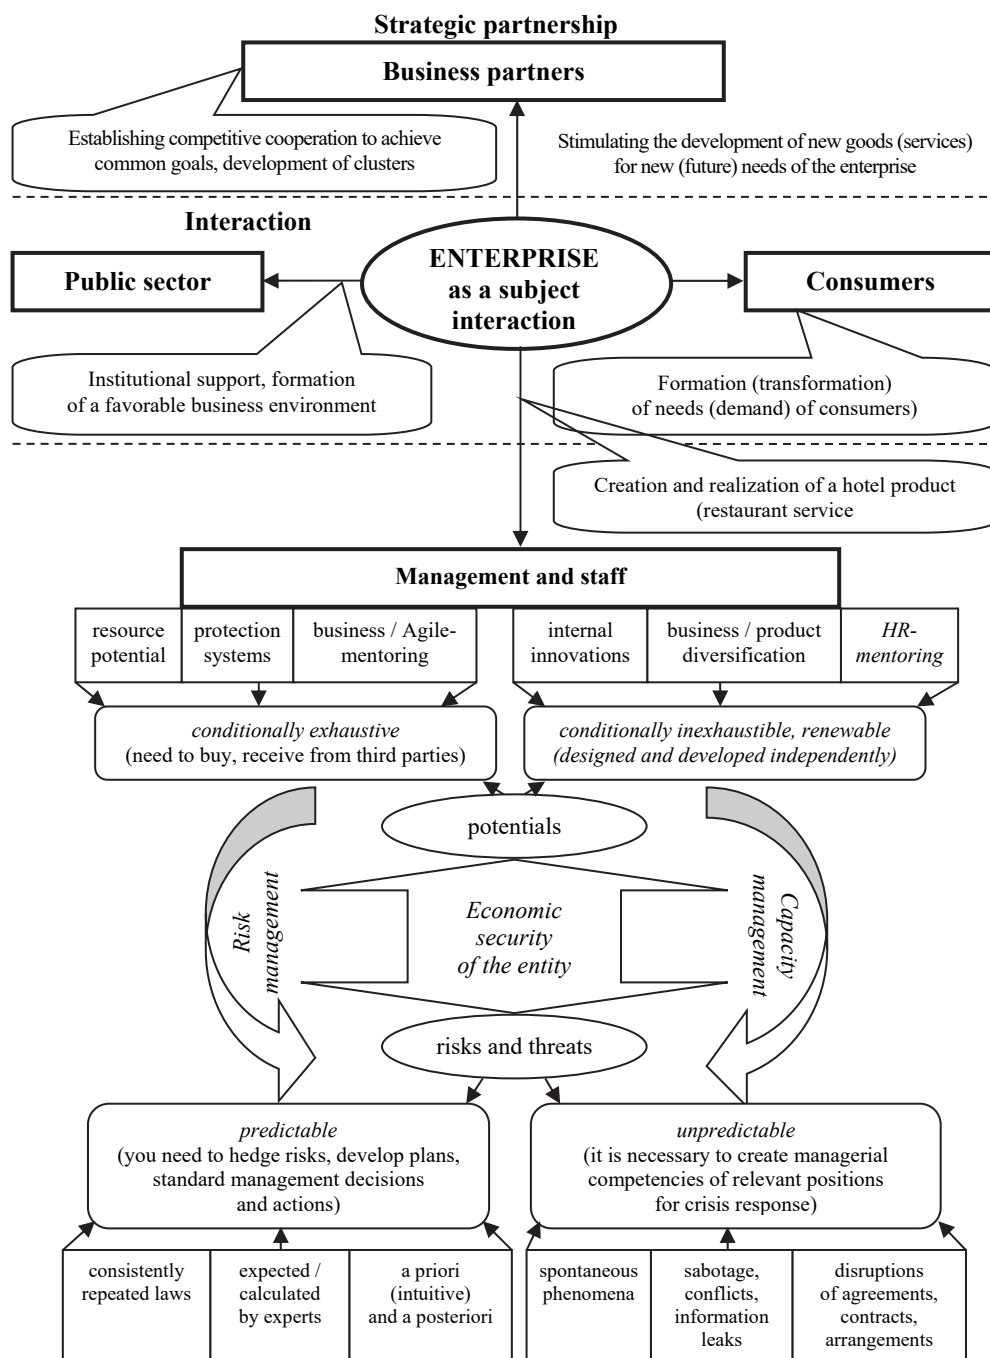 Strategic partnership
Business partners
Establishing competitive cooperation to achieve
common goals, development of clusters
Stimulating the development of new goods (services)
for new (future) needs of the enterprise
Interaction
Public sector
ENTERPRISE
as a subject
interaction
Consumers
Institutional support, formation
of a favorable business environment
Formation (transformation)
of needs (demand) of consumers)
Creation and realization of a hotel product
(restaurant service
Management and staff
resource
potential
protection
systems
business / Agile-
mentoring
internal
innovations
business / product
diversification
HR-
mentoring
conditionally exhaustive
(need to buy, receive from third parties)
conditionally inexhaustible, renewable
(designed and developed independently)
potentials
Risk
management
Economic
security
of the entity
Capacity
management
risks and threats
predictable
(you need to hedge risks, develop plans,
standard management decisions
and actions)
unpredictable
(it is necessary to create managerial
competencies of relevant positions
for crisis response)
consistently
repeated laws
expected /
calculated
by experts
a priori
(intuitive)
and a posteriori
spontaneous
phenomena
sabotage,
conflicts,
information
leaks
disruptions
of agreements,
contracts,
arrangements